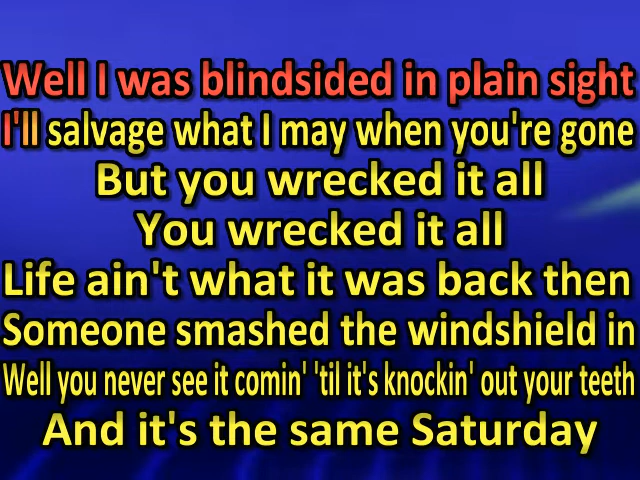 Well I was blindsided in plain sight
I'll salvage what I may when you're gone
But you wrecked it all
You wrecked it all
Life ain't what it was back then
Someone smashed the windshield in
Well you never see it comin' 'til it's knockin' out your teeth
And it's the same Saturday